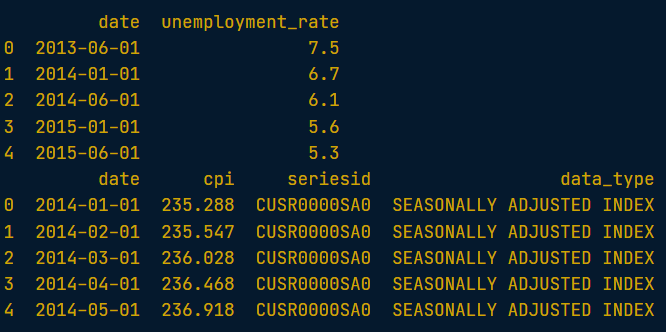 date unemployment_rate
0 2013-06-01 7.5
1 2014-01-01 6.7
2 2014-06-01 6.1
3 2015-01-01 5.6
4 2015-06-01 5.3
date cpi seriesid data_type
0 2014-01-01 235.288 CUSR0000SA0 SEASONALLY ADJUSTED INDEX
1 2014-02-01 235.547 CUSR0000SA0 SEASONALLY ADJUSTED INDEX
2 2014-03-01 236.028 CUSR0000SA0 SEASONALLY ADJUSTED INDEX
3 2014-04-01 236.468 CUSR0000SA0 SEASONALLY ADJUSTED INDEX
4 2014-05-01 236.918 CUSR0000SA0 SEASONALLY ADJUSTED INDEX